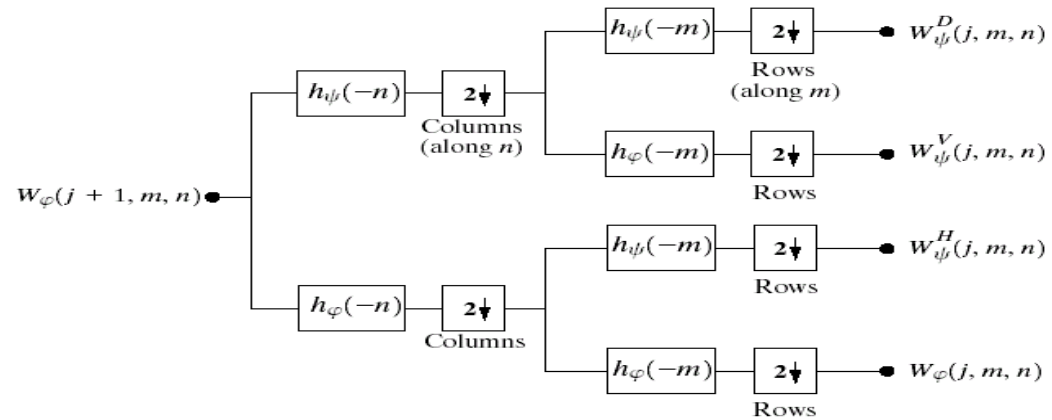 h_ψ(−m) 2↓ W_ψ^D(j, m, n)
Rows
(along m)
h_ψ(−n) 2↓
Columns
(along n)
h_φ(−m) 2↓ W_ψ^V(j, m, n)
Rows
W_φ(j + 1, m, n)
h_ψ(−m) 2↓ W_ψ^H(j, m, n)
Rows
h_φ(−n) 2↓
Columns
h_φ(−m) 2↓ W_φ(j, m, n)
Rows